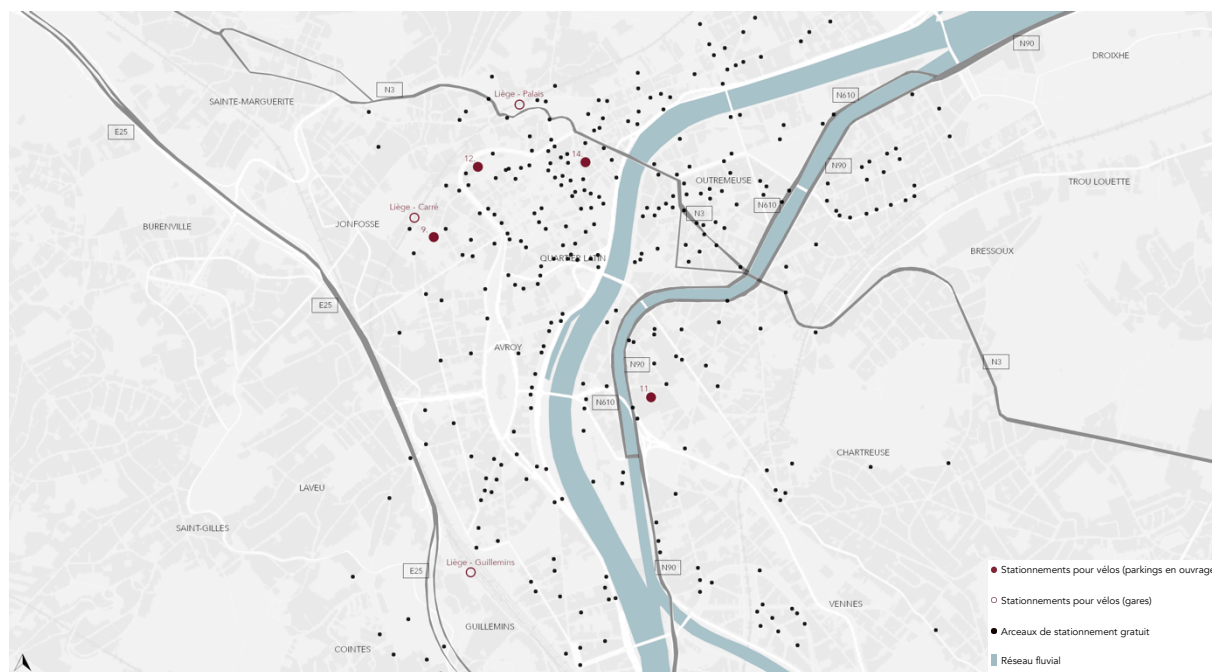 N90
DROIXHE
N3
SAINTE-MARGUERITE
Liège - Palais
N610
E25
12
14
N90
OUTREMEUSE
TROU LOUETTE
Liège - Carré
N610
BURENVILLE
JONFOSSE
N3
9
BRESSOUX
QUARTIER LATIN
E25
AVROY
N90
N3
11
N610
CHARTREUSE
LAVEU
SAINT-GILLES
Liège - Guillemins
E25
N90
VENNES
GUILLEMINS
COINTES
Stationnements pour vélos (parkings en ouvrage
Stationnements pour vélos (gares)
Arceaux de stationnement gratuit
Réseau fluvial